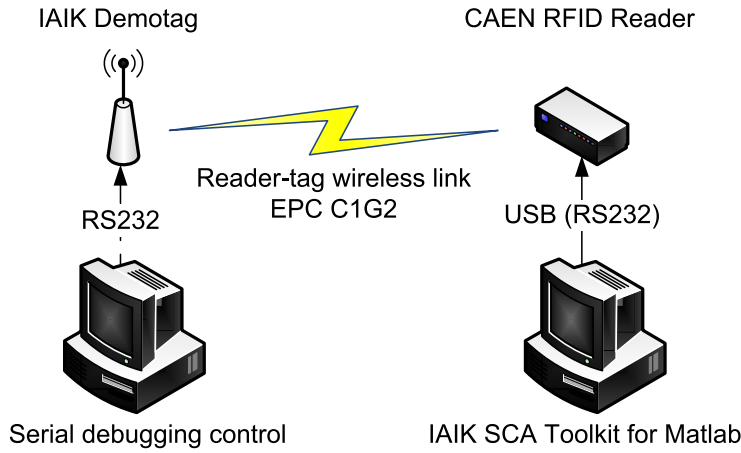 IAIK Demotag
CAEN RFID Reader
Reader-tag wireless link
EPC C1G2
RS232
USB (RS232)
Serial debugging control
IAIK SCA Toolkit for Matlab